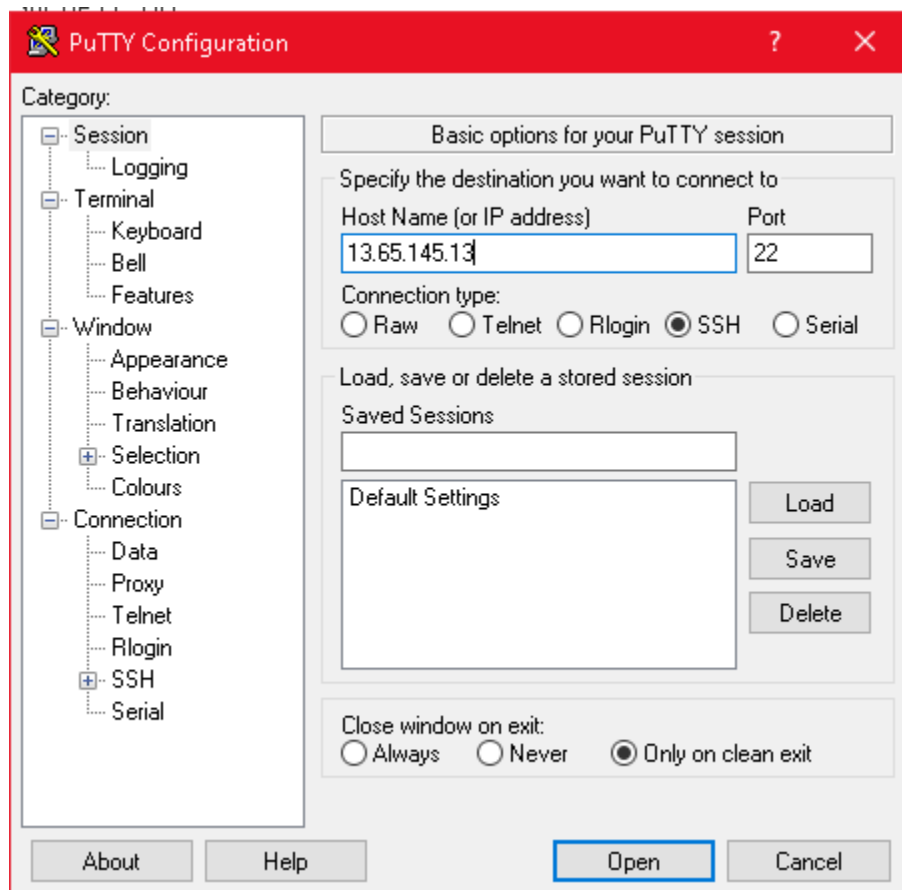 PuTTY Configuration
?
Category:
Session
Logging
Terminal
Keyboard
Bell
Features
Window
Appearance
Behaviour
Translation
Selection
Colours
Connection
Data
Proxy
Telnet
Rlogin
SSH
Serial
Basic options for your PuTTY session
Specify the destination you want to connect to
Host Name (or IP address) Port
13.65.145.13 22
Connection type:
Raw Telnet Rlogin SSH Serial
Load, save or delete a stored session
Saved Sessions
Default Settings
Load
Save
Delete
Close window on exit:
Always Never Only on clean exit
About Help Open Cancel